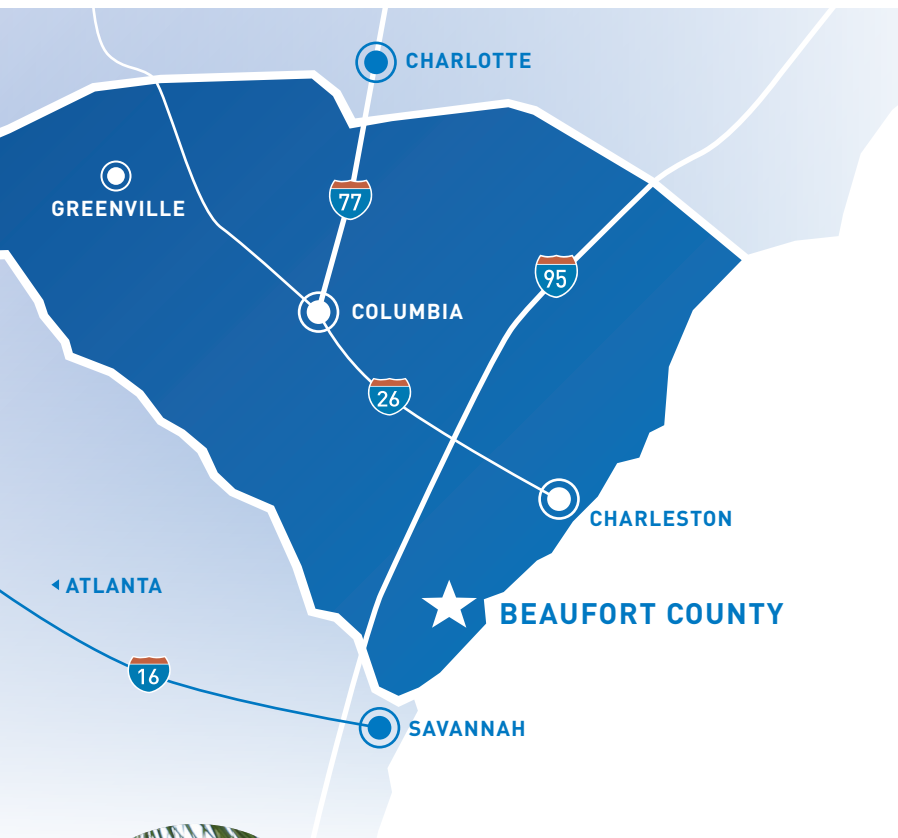 CHARLOTTE
GREENVILLE
77
95
COLUMBIA
26
CHARLESTON
ATLANTA
BEAUFORT COUNTY
16
SAVANNAH